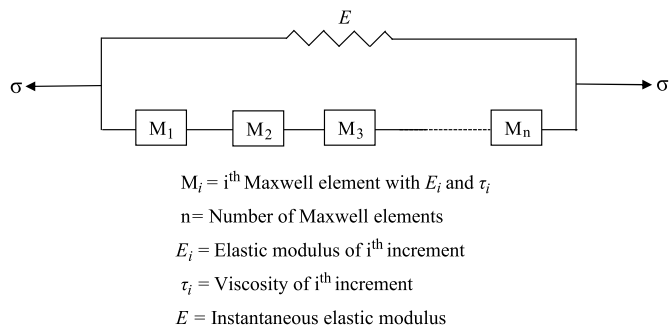 E
σ
σ
M₁ M₂ M₃ Mₙ
Mᵢ = iᵗʰ Maxwell element with Eᵢ and τᵢ
n= Number of Maxwell elements
Eᵢ = Elastic modulus of iᵗʰ increment
τᵢ = Viscosity of iᵗʰ increment
E = Instantaneous elastic modulus